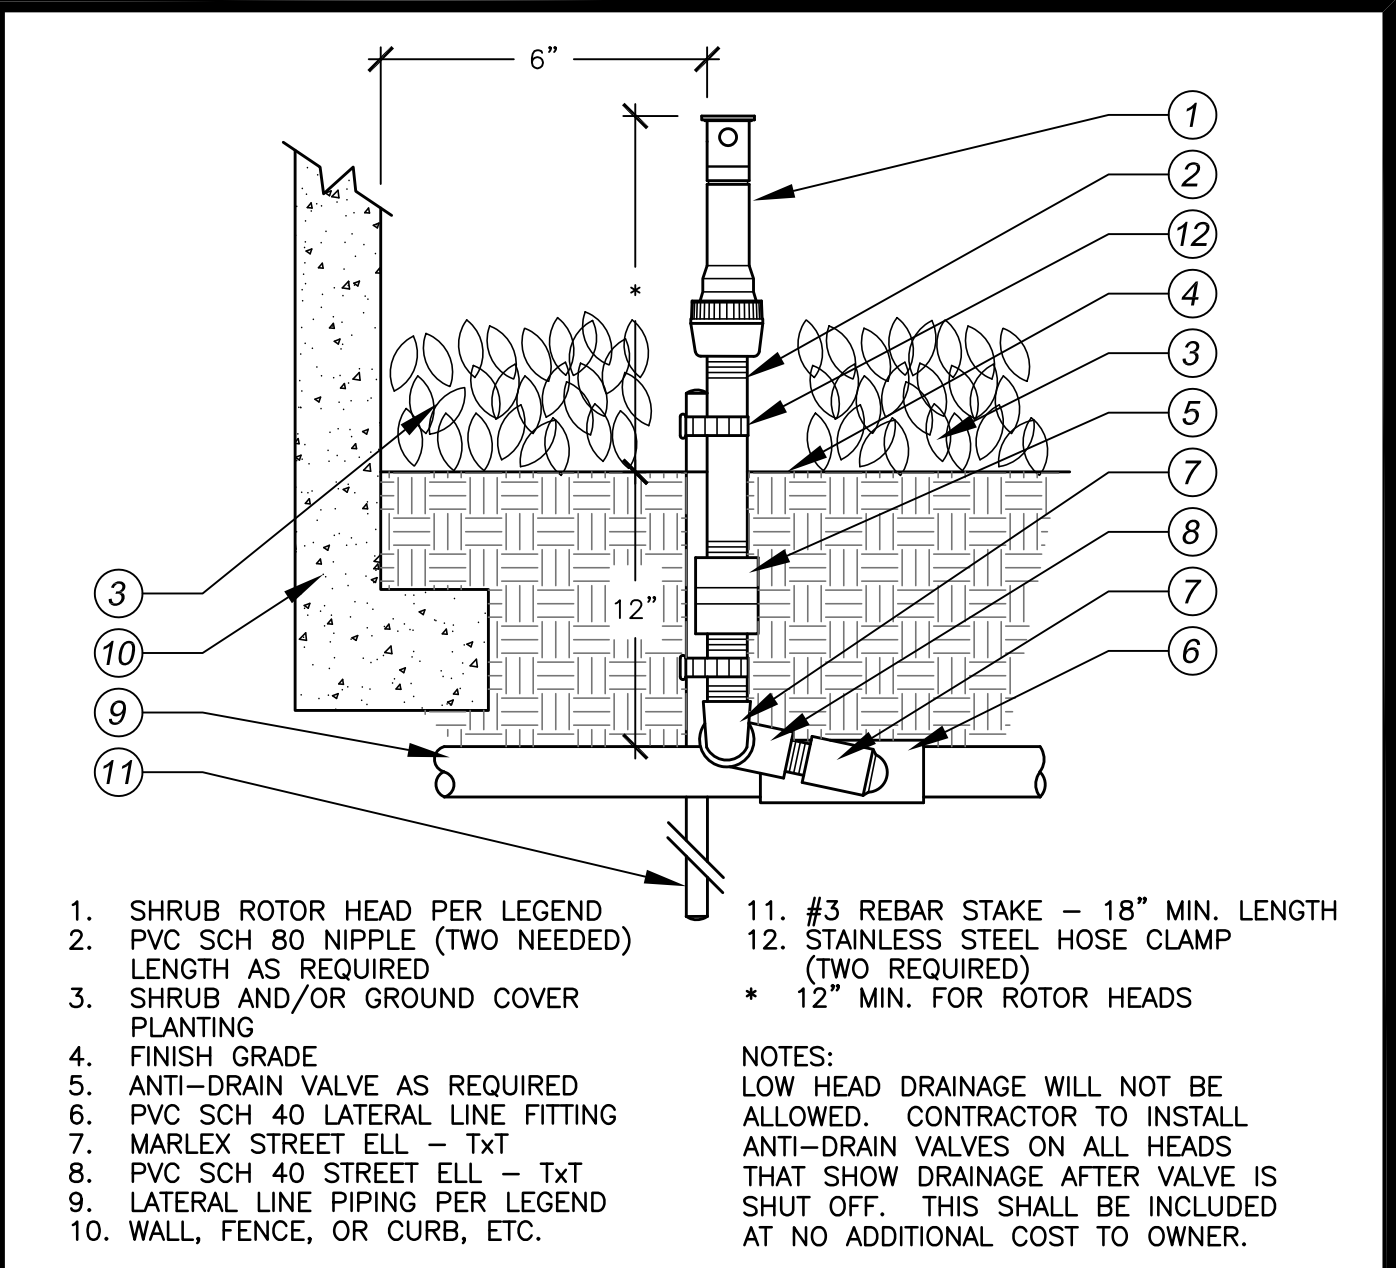 6”
1
2
12
*
4
3
5
7
8
12”
3
7
10
6
9
11
1. SHRUB ROTOR HEAD PER LEGEND
2. PVC SCH 80 NIPPLE (TWO NEEDED)
LENGTH AS REQUIRED
3. SHRUB AND/OR GROUND COVER
PLANTING
4. FINISH GRADE
5. ANTI–DRAIN VALVE AS REQUIRED
6. PVC SCH 40 LATERAL LINE FITTING
7. MARLEX STREET ELL – TxT
8. PVC SCH 40 STREET ELL – TxT
9. LATERAL LINE PIPING PER LEGEND
10. WALL, FENCE, OR CURB, ETC.
11. #3 REBAR STAKE – 18” MIN. LENGTH
12. STAINLESS STEEL HOSE CLAMP
(TWO REQUIRED)
* 12” MIN. FOR ROTOR HEADS
NOTES:
LOW HEAD DRAINAGE WILL NOT BE
ALLOWED. CONTRACTOR TO INSTALL
ANTI–DRAIN VALVES ON ALL HEADS
THAT SHOW DRAINAGE AFTER VALVE IS
SHUT OFF. THIS SHALL BE INCLUDED
AT NO ADDITIONAL COST TO OWNER.